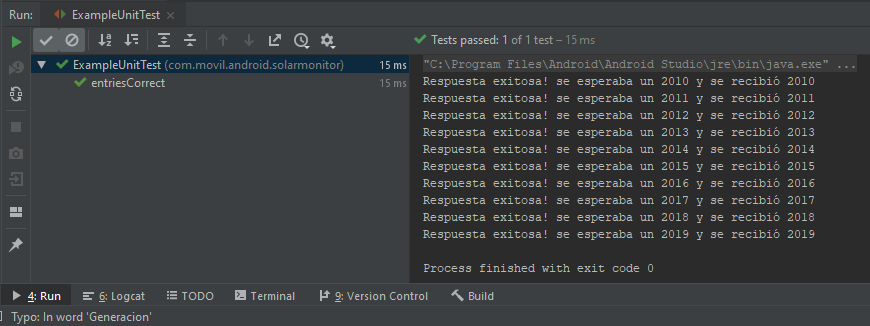 Run: ExampleUnitTest
Tests passed: 1 of 1 test – 15 ms
ExampleUnitTest (com.movil.android.solarmonitor) 15 ms
entriesCorrect 15 ms
"C:\Program Files\Android\Android Studio\jre\bin\java.exe" ...
Respuesta exitosa! se esperaba un 2010 y se recibió 2010
Respuesta exitosa! se esperaba un 2011 y se recibió 2011
Respuesta exitosa! se esperaba un 2012 y se recibió 2012
Respuesta exitosa! se esperaba un 2013 y se recibió 2013
Respuesta exitosa! se esperaba un 2014 y se recibió 2014
Respuesta exitosa! se esperaba un 2015 y se recibió 2015
Respuesta exitosa! se esperaba un 2016 y se recibió 2016
Respuesta exitosa! se esperaba un 2017 y se recibió 2017
Respuesta exitosa! se esperaba un 2018 y se recibió 2018
Respuesta exitosa! se esperaba un 2019 y se recibió 2019
Process finished with exit code 0
4: Run 6: Logcat TODO Terminal 9: Version Control Build
Typo: In word 'Generacion'